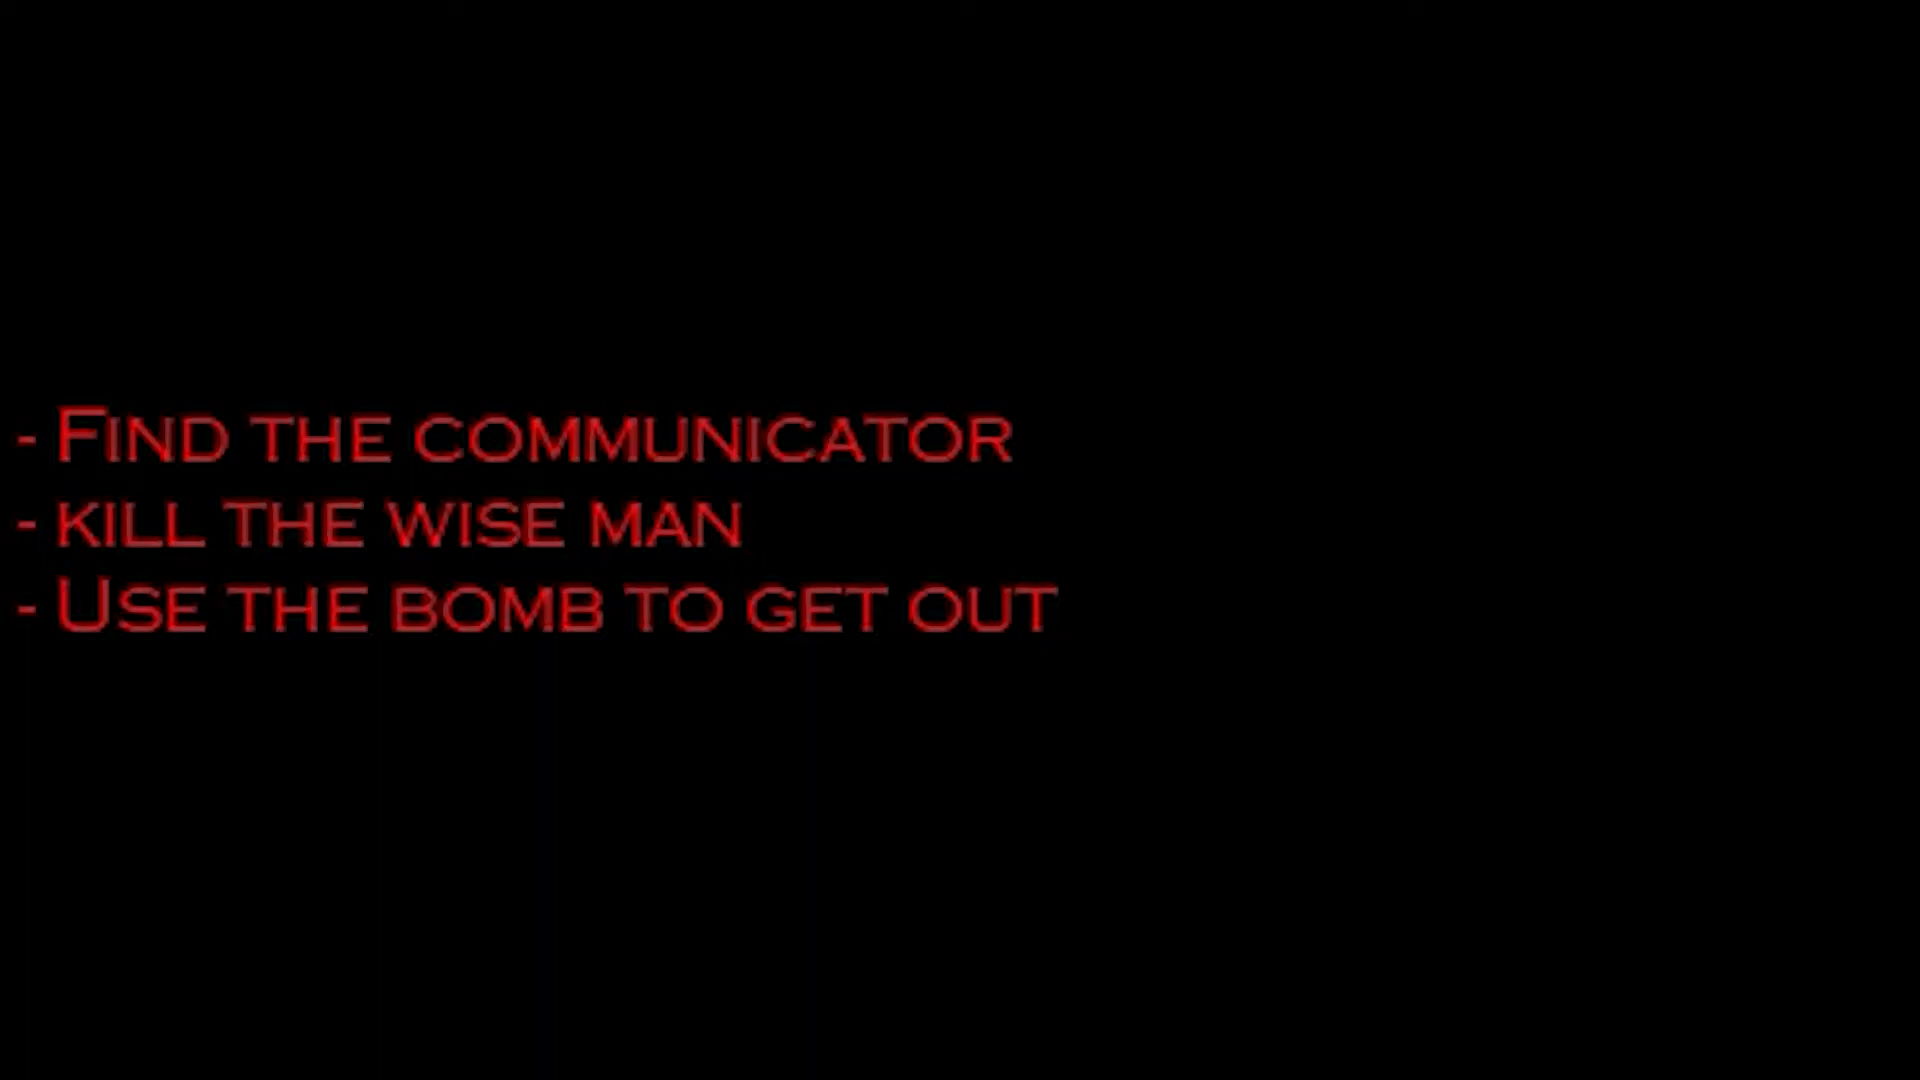 - Find the communicator
- kill the wise man
- Use the bomb to get out